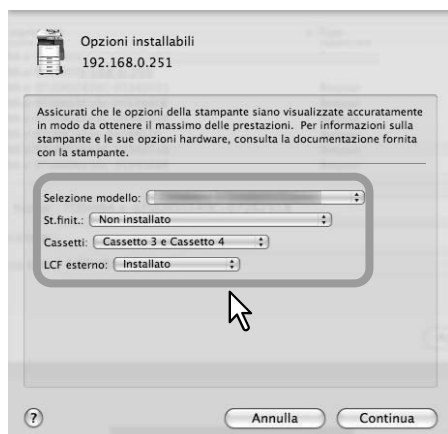 Opzioni installabili
192.168.0.251
Assicurati che le opzioni della stampante siano visualizzate accuratamente
in modo da ottenere il massimo delle prestazioni. Per informazioni sulla
stampante e le sue opzioni hardware, consulta la documentazione fornita
con la stampante.
Selezione modello:
St.finit.: Non installato
Cassetti: Cassetto 3 e Cassetto 4
LCF esterno: Installato
? Annulla Continua